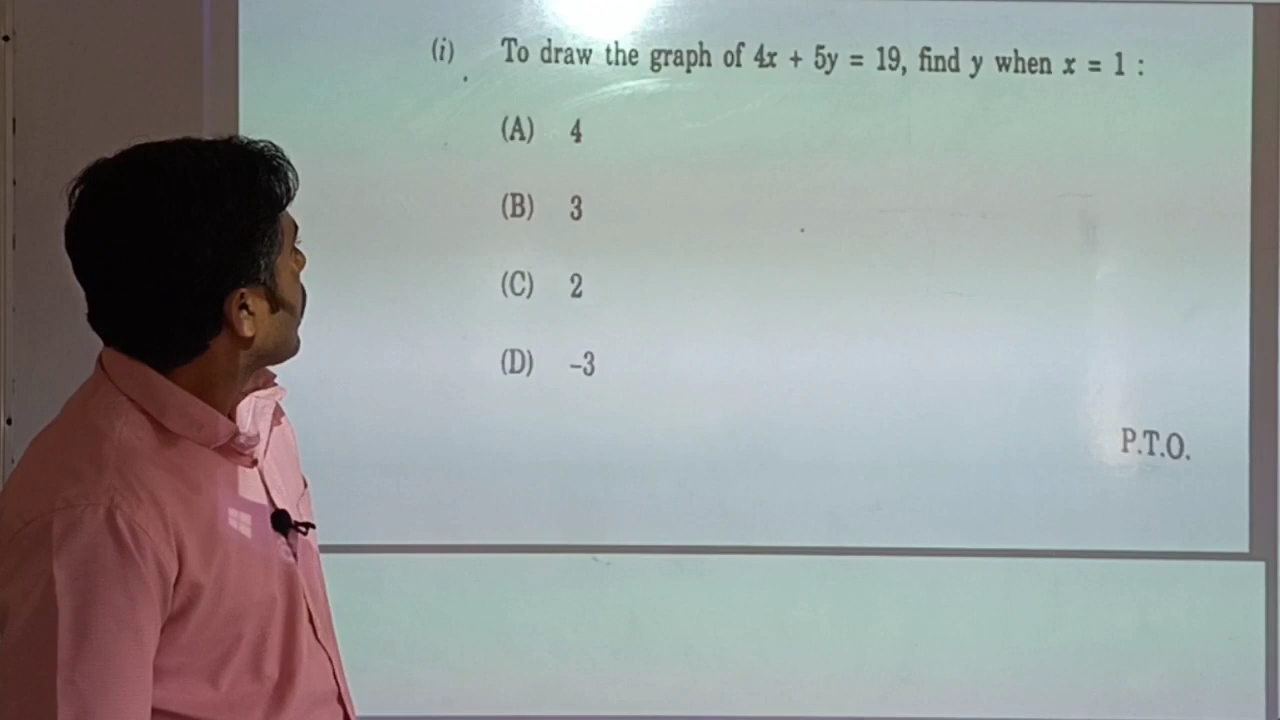 (i) To draw the graph of 4x + 5y = 19, find y when x = 1 :
(A) 4
(B) 3
(C) 2
(D) -3
P.T.O.